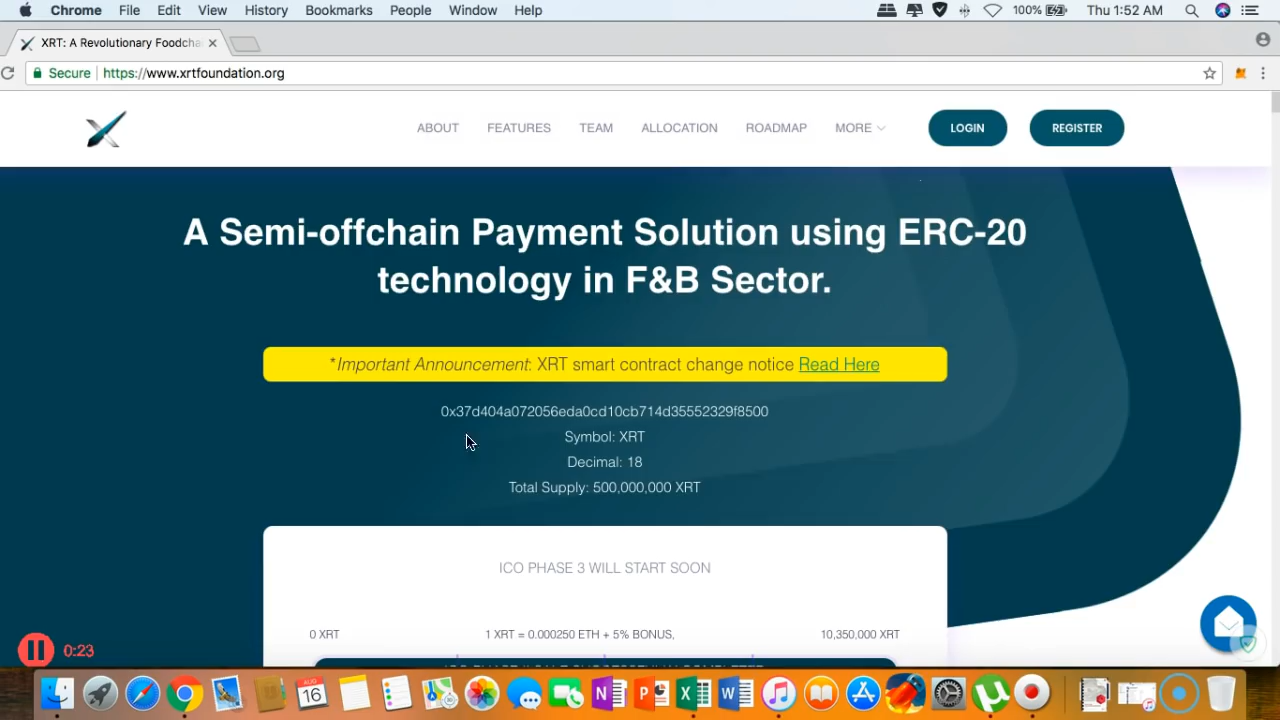 Chrome File Edit View History Bookmarks People Window Help 100% Thu 1:52 AM
XRT: A Revolutionary Foodcha
Secure https://www.xrtfoundation.org
ABOUT FEATURES TEAM ALLOCATION ROADMAP MORE LOGIN REGISTER
A Semi-offchain Payment Solution using ERC-20
technology in F&B Sector.
*Important Announcement: XRT smart contract change notice Read Here
0x37d404a072056eda0cd10cb714d35552329f8500
Symbol: XRT
Decimal: 18
Total Supply: 500,000,000 XRT
ICO PHASE 3 WILL START SOON
0 XRT 1 XRT = 0.000250 ETH + 5% BONUS, 10,350,000 XRT
0:23
AUG
16